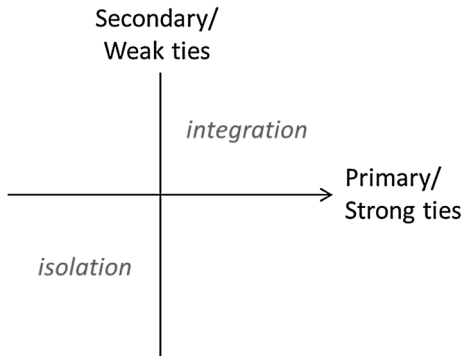 Secondary/
Weak ties
integration
Primary/
Strong ties
isolation